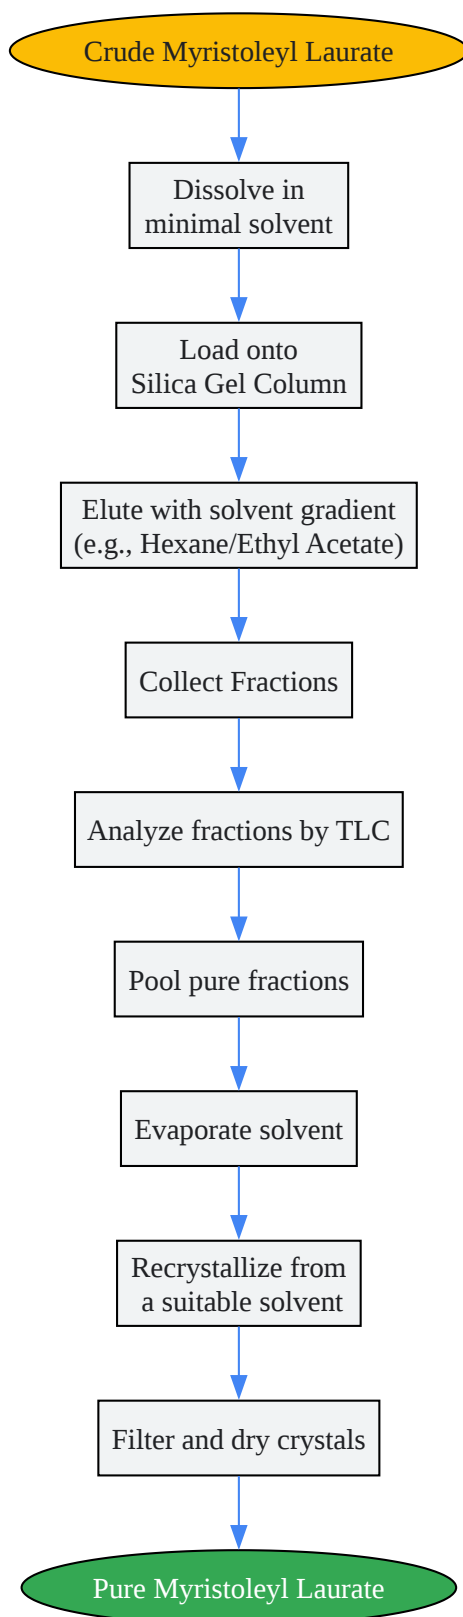 Crude Myristoleyl Laurate
Dissolve in
minimal solvent
Load onto
Silica Gel Column
Elute with solvent gradient
(e.g., Hexane/Ethyl Acetate)
Collect Fractions
Analyze fractions by TLC
Pool pure fractions
Evaporate solvent
Recrystallize from
a suitable solvent
Filter and dry crystals
Pure Myristoleyl Laurate